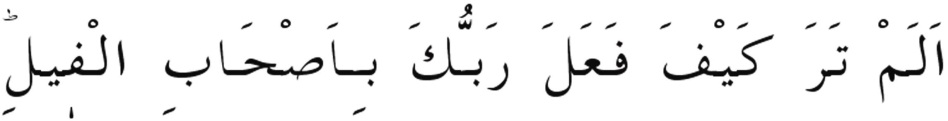 اَلَمْ تَرَ كَيْفَ فَعَلَ رَبُّكَ بِاَصْحَابِ الْفٖيلِؕ